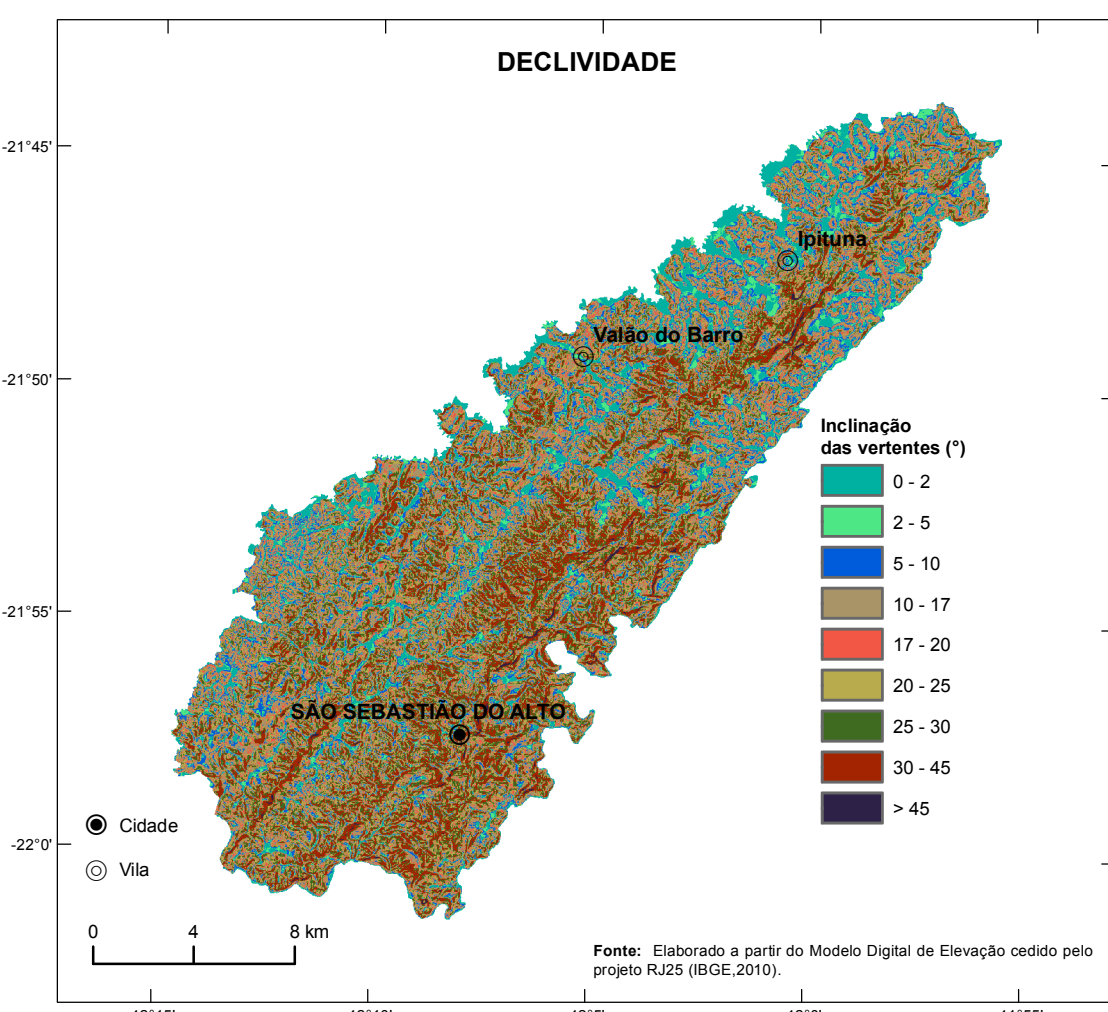 DECLIVIDADE
-21°45'
Ipituna
Valão do Barro
-21°50'
Inclinação
das vertentes (°)
0 - 2
2 - 5
5 - 10
10 - 17
17 - 20
20 - 25
25 - 30
30 - 45
> 45
-21°55'
SÃO SEBASTIÃO DO ALTO
Cidade
-22°0'
Vila
0 4 8 km
Fonte: Elaborado a partir do Modelo Digital de Elevação cedido pelo
projeto RJ25 (IBGE,2010).